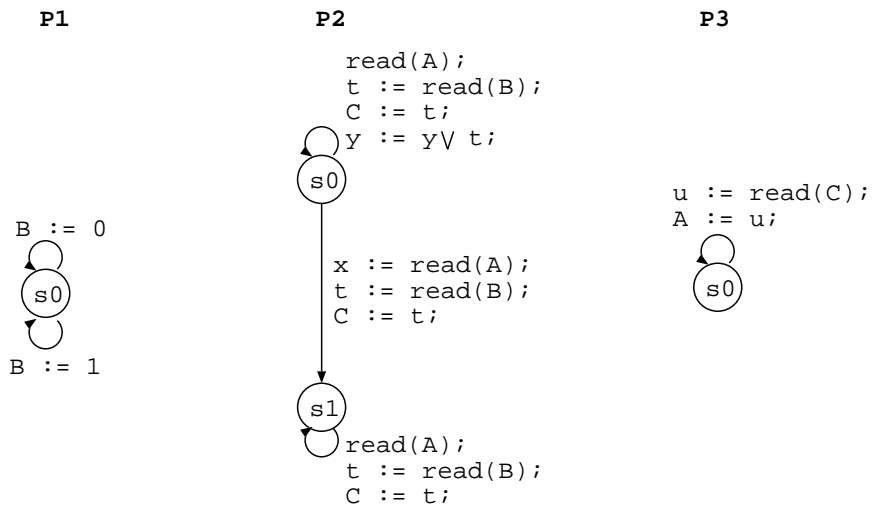 P1
P2
P3
read(A);
t := read(B);
C := t;
y := y∨ t;
s0
B := 0
s0
B := 1
x := read(A);
t := read(B);
C := t;
s1
read(A);
t := read(B);
C := t;
u := read(C);
A := u;
s0